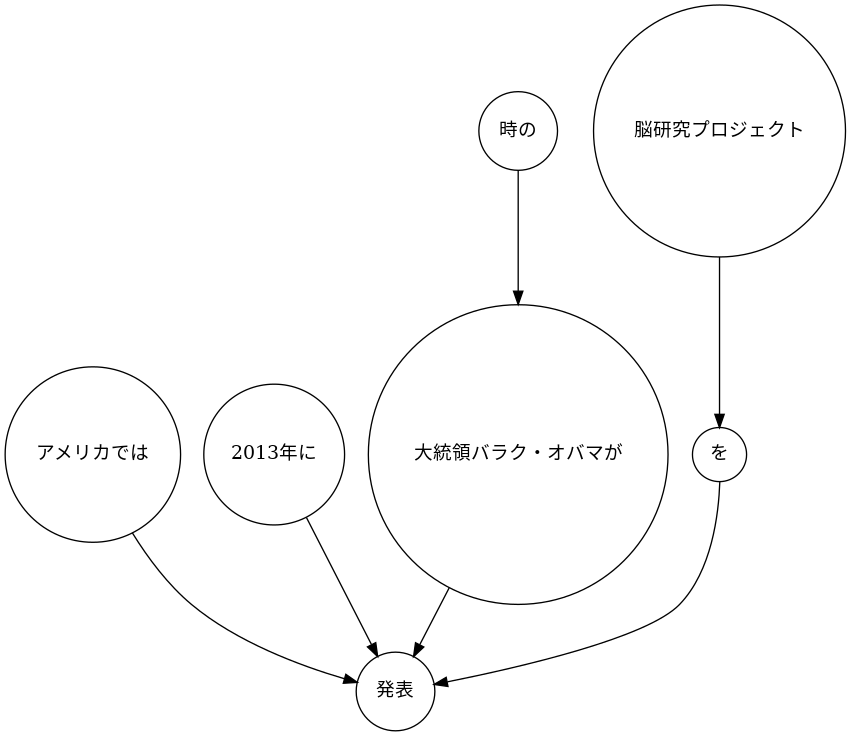 時の
脳研究プロジェクト
アメリカでは
2013年に
大統領バラク・オバマが
を
発表